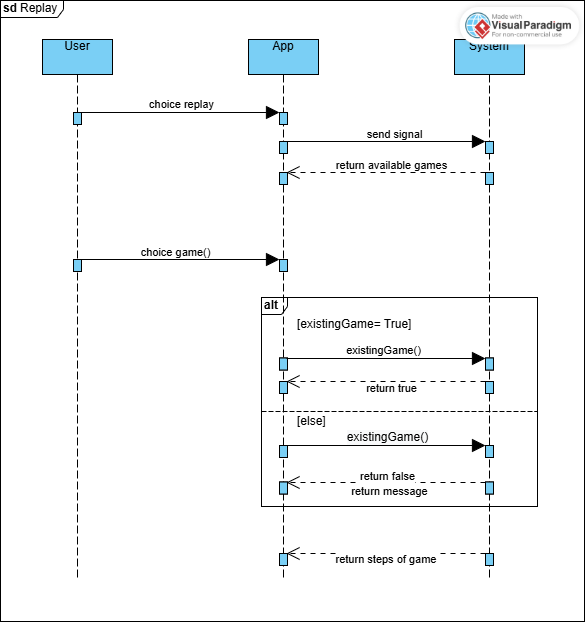 sd Replay
Made with
Visual Paradigm
For non-commercial use
User
App
System
choice replay
send signal
return available games
choice game()
alt
[existingGame= True]
existingGame()
return true
[else]
existingGame()
return false
return message
return steps of game